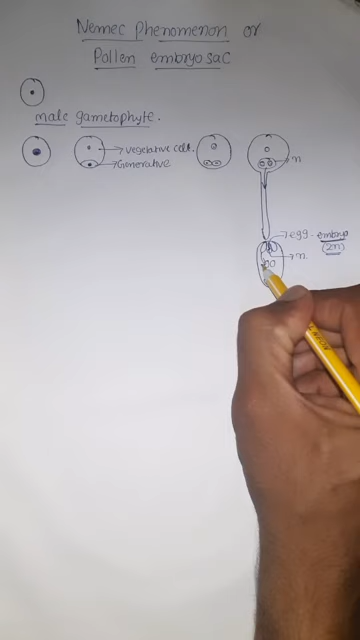 Nemec Phenomenon or
Pollen embryo sac
male gametophyte.
vegetative cell.
Generative
n
egg - embryo
(2n)
n.